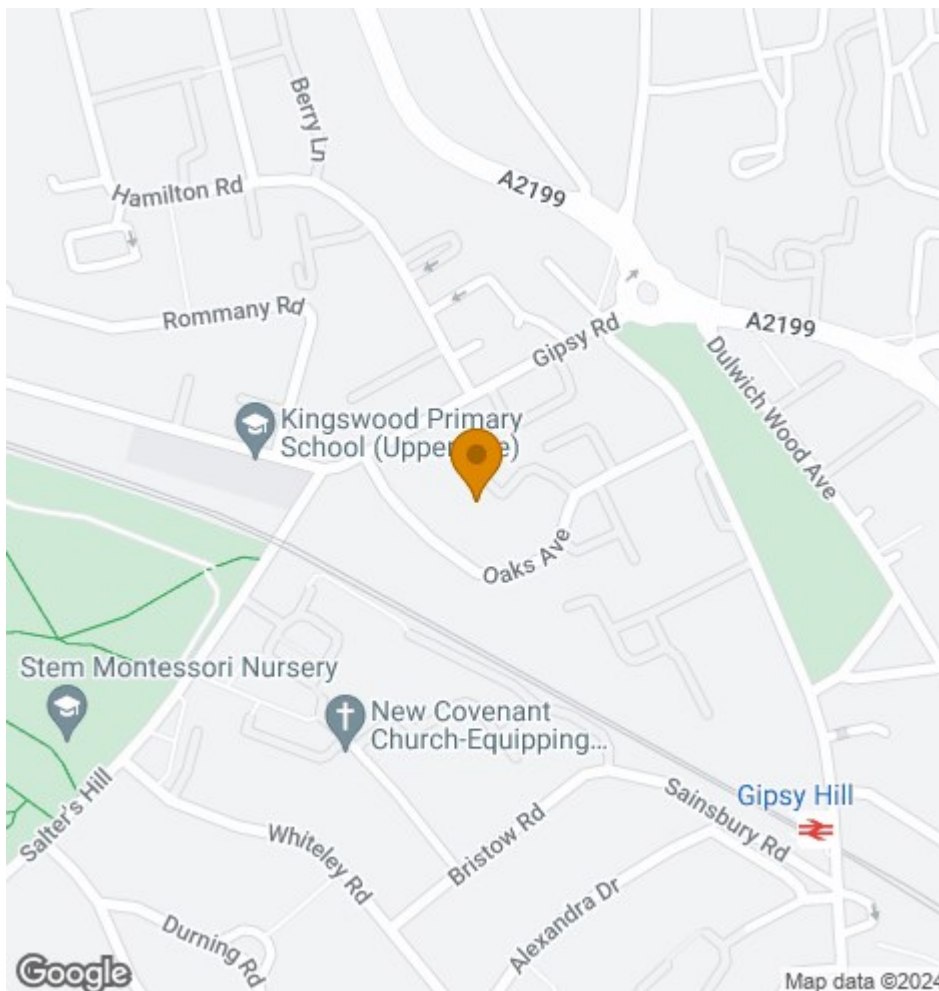 Berry Ln
A2199
Hamilton Rd
Rommany Rd
Gipsy Rd
A2199
Dulwich Wood Ave
Kingswood Primary
School (Upper
Oaks Ave
Stem Montessori Nursery
New Covenant
Church-Equipping...
Gipsy Hill
Sainsbury Rd
Salter's Hill
Whiteley Rd
Bristow Rd
Alexandra Dr
Durning Rd
Google
Map data ©2024